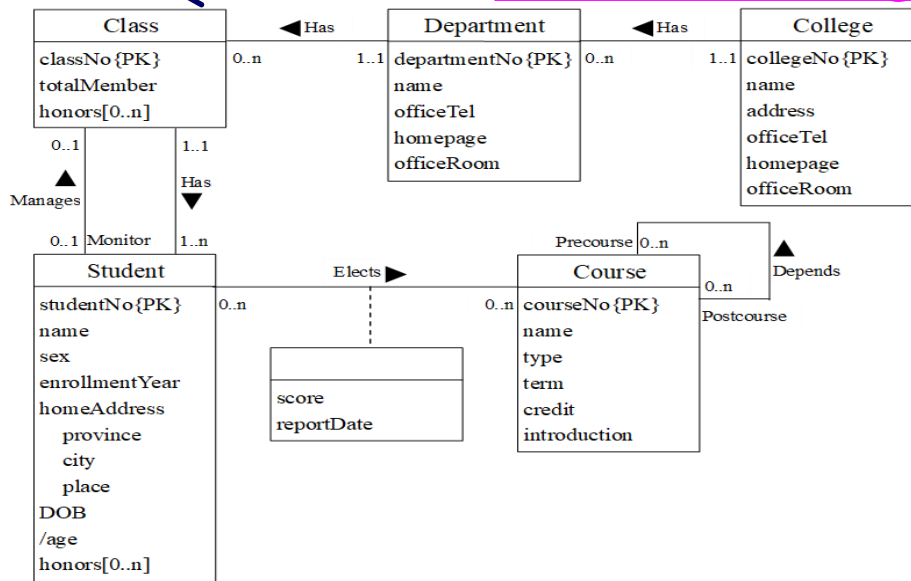 Class
classNo{PK}
totalMember
honors[0..n]
◀ Has
0..n
1..1
Department
departmentNo{PK}
name
officeTel
homepage
officeRoom
◀ Has
0..n
1..1
College
collegeNo{PK}
name
address
officeTel
homepage
officeRoom
0..1
▲
Manages
0..1 Monitor
1..1
Has
▼
1..n
Student
studentNo{PK}
name
sex
enrollmentYear
homeAddress
province
city
place
DOB
/age
honors[0..n]
Elects ▶
0..n
0..n
score
reportDate
Course
courseNo{PK}
name
type
term
credit
introduction
Precourse 0..n
▲
Depends
0..n
Postcourse